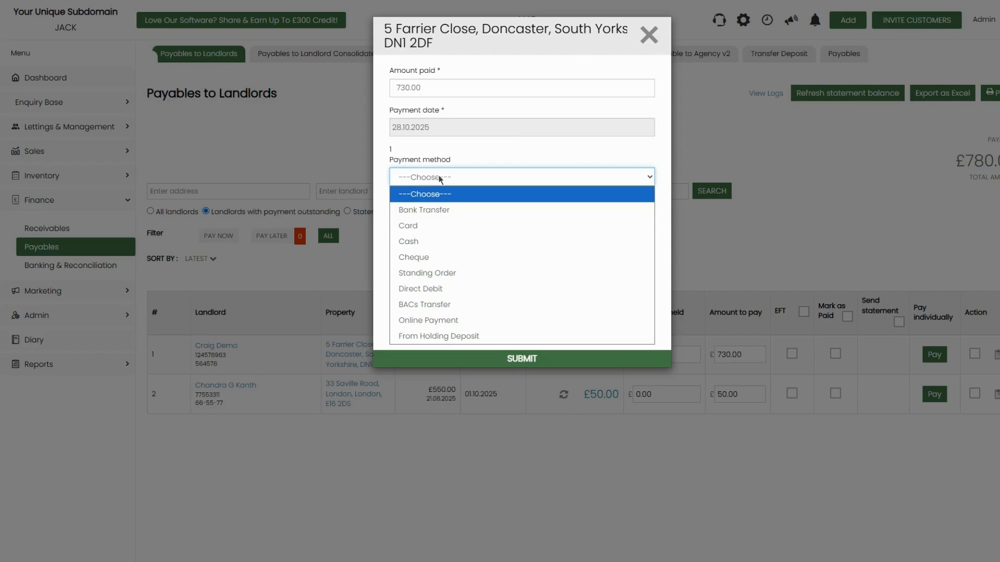 Your Unique Subdomain
JACK
Love Our Software? Share & Earn Up To £300 Credit!
Add
INVITE CUSTOMERS
Admin
Menu
Dashboard
Enquiry Base
Lettings & Management
Sales
Inventory
Finance
Receivables
Payables
Banking & Reconciliation
Marketing
Admin
Diary
Reports
Payables to Landlords
Payables to Landlord Consolidate
ble to Agency v2
Transfer Deposit
Payables
Payables to Landlords
View Logs
Refresh statement balance
Export as Excel
P
PAY
£780.0
TOTAL AM
Enter address
Enter landlord
SEARCH
All landlords
Landlords with payment outstanding
State
Filter
PAY NOW
PAY LATER
0
ALL
SORT BY :
LATEST
# Landlord Property eld Amount to pay EFT Mark as Paid Send statement Pay individually Action
1
Craig Demo
124578963
564578
5 Farrier Close
Doncaster, So
Yorkshire, DN1
£ 730.00
Pay
2
Chandra G Kanth
77553311
66-55-77
33 Saville Road,
London, London,
E16 2DS
£550.00
21.08.2025
01.10.2025
£50.00
£ 0.00
£ 50.00
Pay
5 Farrier Close, Doncaster, South Yorks
DN1 2DF
Amount paid *
730.00
Payment date *
28.10.2025
1
Payment method
---Choose---
---Choose---
Bank Transfer
Card
Cash
Cheque
Standing Order
Direct Debit
BACs Transfer
Online Payment
From Holding Deposit
SUBMIT